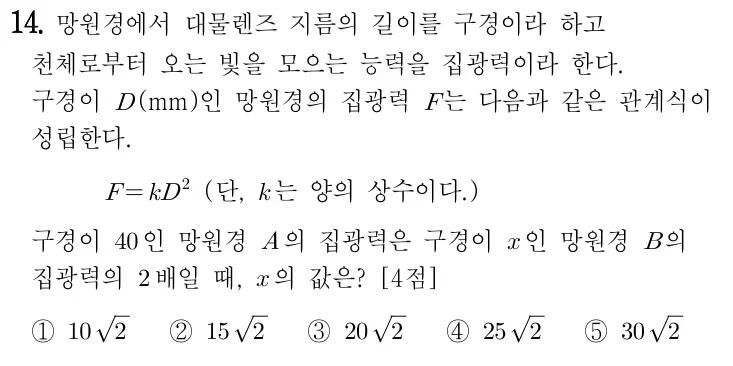 14. 망원경에서 대물렌즈 지름의 길이를 구경이라 하고
천체로부터 오는 빛을 모으는 능력을 집광력이라 한다.
구경이 D(mm)인 망원경의 집광력 F는 다음과 같은 관계식이
성립한다.
F=kD² (단, k는 양의 상수이다.)
구경이 40인 망원경 A의 집광력은 구경이 x인 망원경 B의
집광력의 2배일 때, x의 값은? [4점]
① 10√2 ② 15√2 ③ 20√2 ④ 25√2 ⑤ 30√2